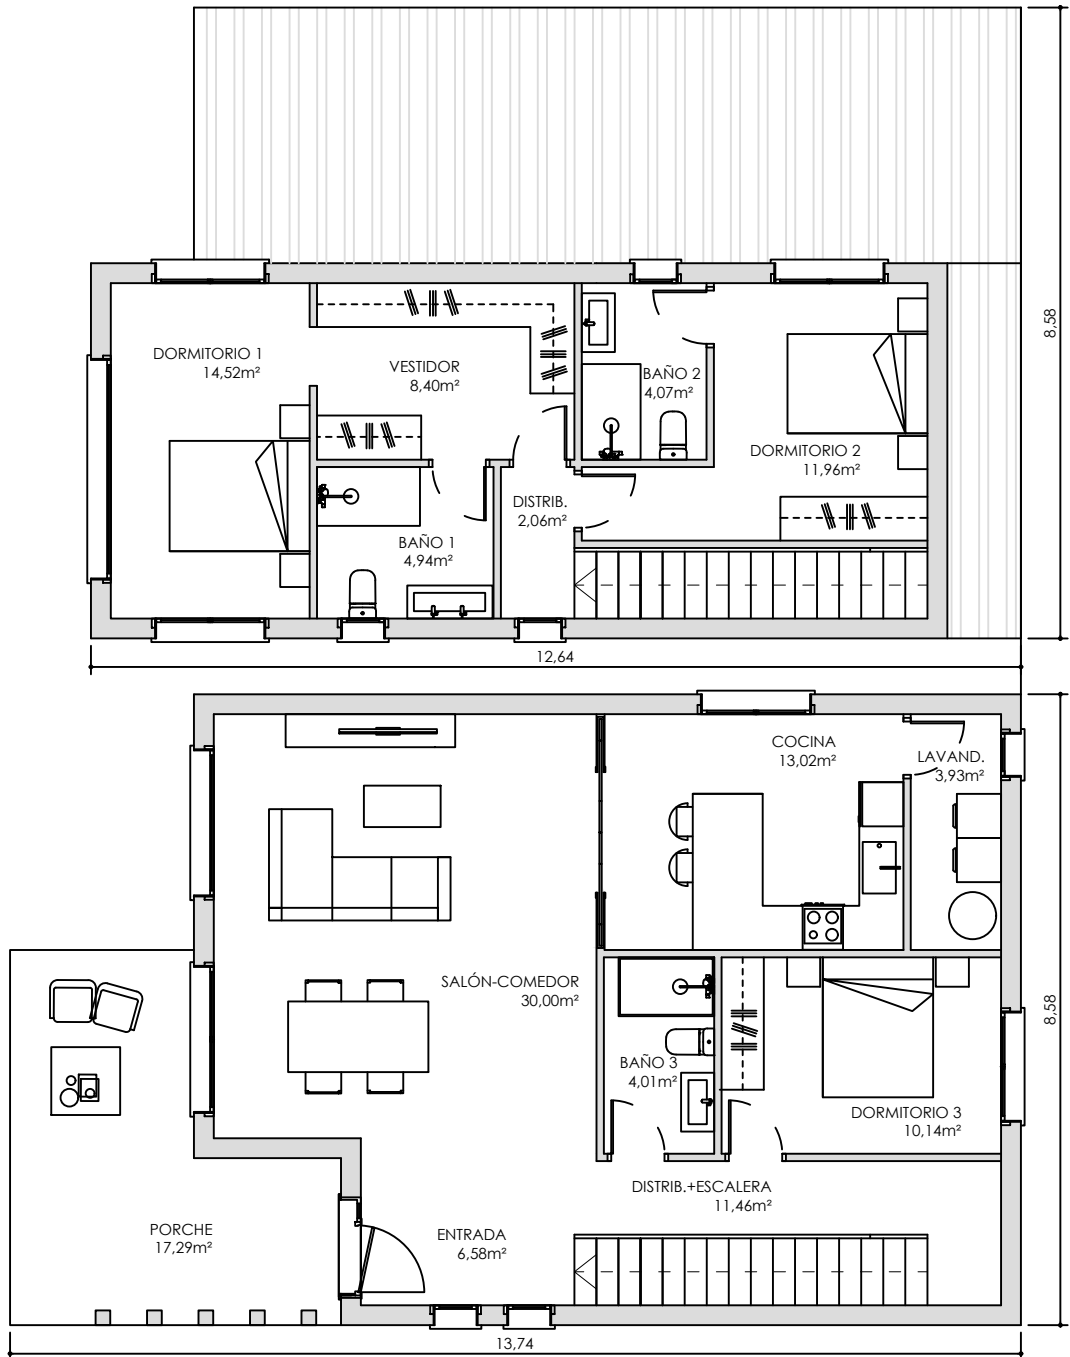 8,58
DORMITORIO 1
14,52m²
VESTIDOR
8,40m²
BAÑO 2
4,07m²
DORMITORIO 2
11,96m²
DISTRIB.
2,06m²
BAÑO 1
4,94m²
12,64
COCINA
13,02m²
LAVAND.
3,93m²
SALÓN-COMEDOR
30,00m²
8,58
BAÑO 3
4,01m²
DORMITORIO 3
10,14m²
DISTRIB.+ESCALERA
11,46m²
PORCHE
17,29m²
ENTRADA
6,58m²
13,74